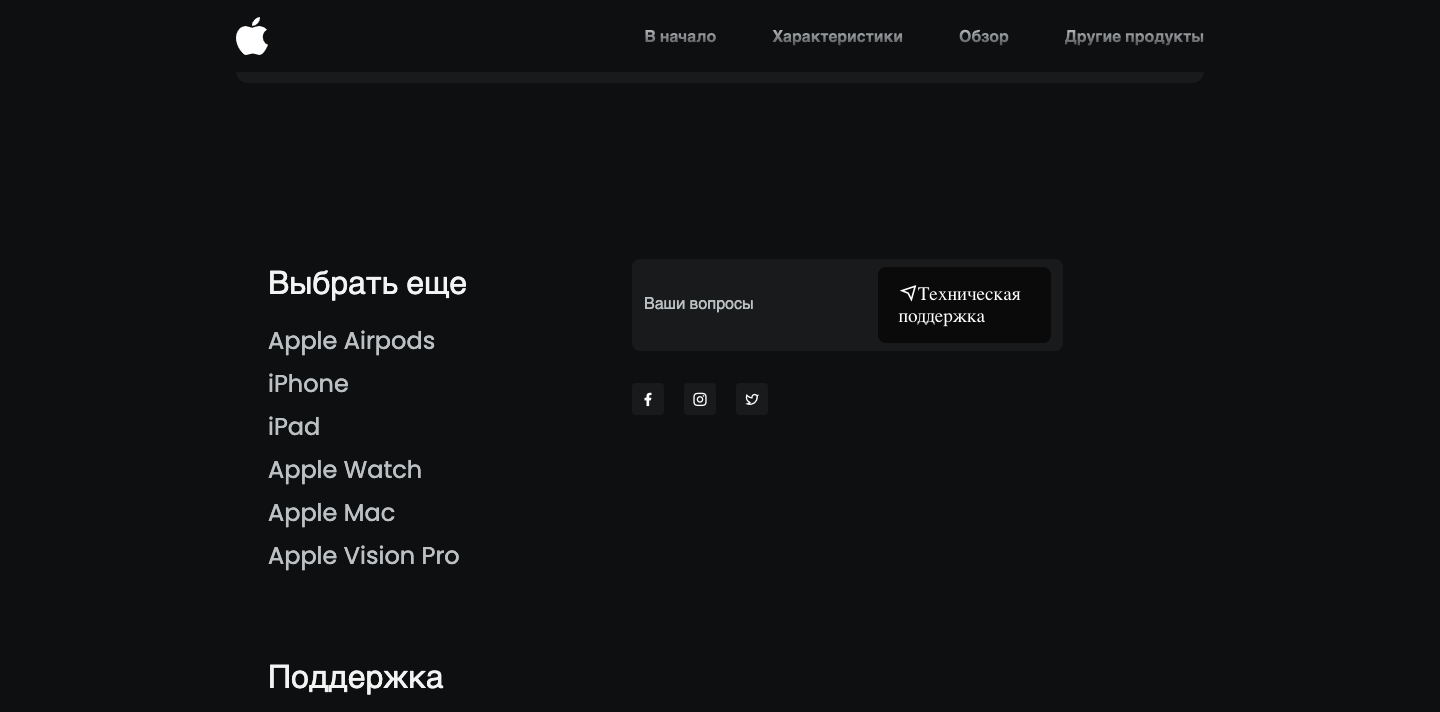 В начало
Характеристики
Обзор
Другие продукты
Выбрать еще
Apple Airpods
iPhone
iPad
Apple Watch
Apple Mac
Apple Vision Pro
Ваши вопросы
Техническая
поддержка
Поддержка